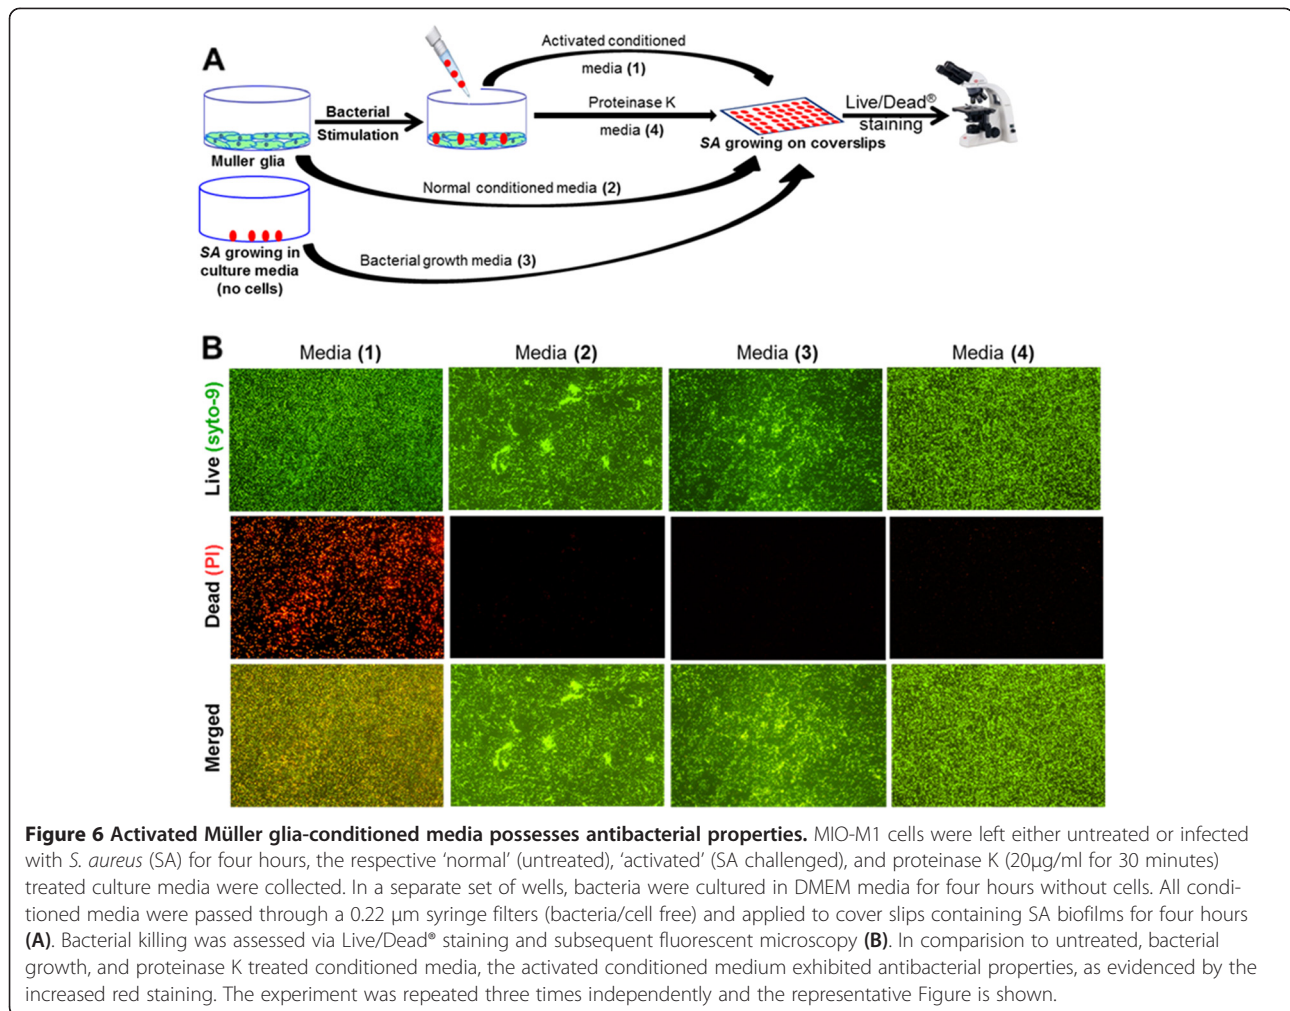 A
Activated conditioned
media (1)
Bacterial
Stimulation
Proteinase K
media (4)
Live/Dead®
staining
Muller glia
SA growing on coverslips
Normal conditioned media (2)
SA growing in
culture media
(no cells)
Bacterial growth media (3)
B
Media (1)
Media (2)
Media (3)
Media (4)
Live (syto-9)
Dead (PI)
Merged
Figure 6 Activated Müller glia-conditioned media possesses antibacterial properties. MIO-M1 cells were left either untreated or infected
with S. aureus (SA) for four hours, the respective ‘normal’ (untreated), ‘activated’ (SA challenged), and proteinase K (20μg/ml for 30 minutes)
treated culture media were collected. In a separate set of wells, bacteria were cultured in DMEM media for four hours without cells. All condi-
tioned media were passed through a 0.22 μm syringe filters (bacteria/cell free) and applied to cover slips containing SA biofilms for four hours
(A). Bacterial killing was assessed via Live/Dead® staining and subsequent fluorescent microscopy (B). In comparision to untreated, bacterial
growth, and proteinase K treated conditioned media, the activated conditioned medium exhibited antibacterial properties, as evidenced by the
increased red staining. The experiment was repeated three times independently and the representative Figure is shown.